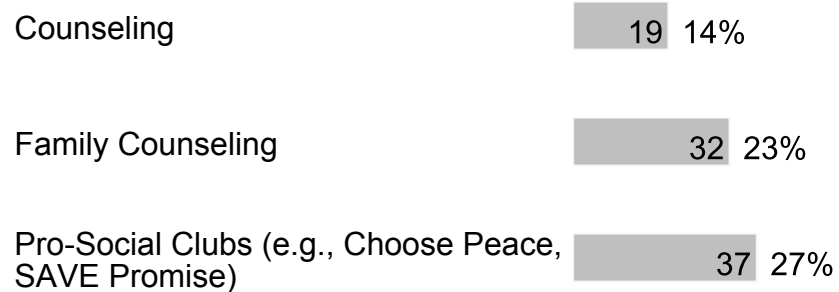 Counseling 19 14%
Family Counseling 32 23%
Pro-Social Clubs (e.g., Choose Peace,
SAVE Promise) 37 27%